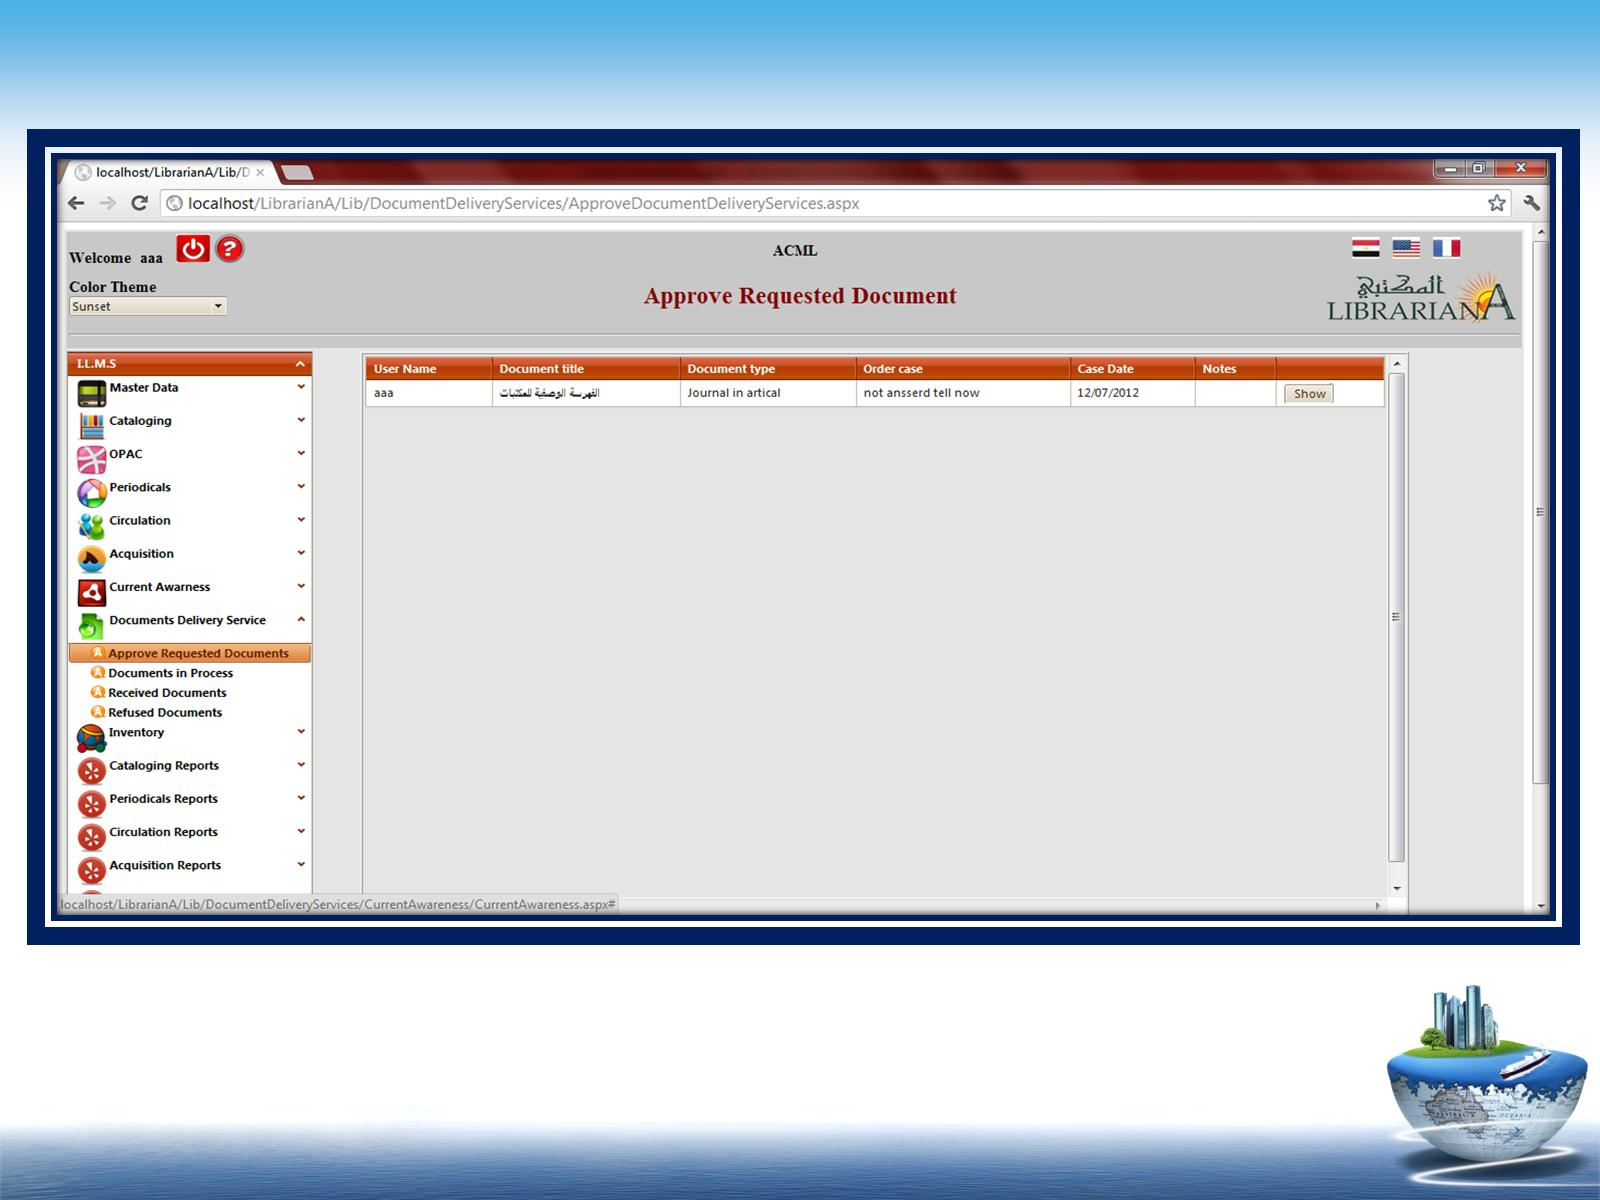 localhost/LibrarianA/Lib/D
localhost/LibrarianA/Lib/DocumentDeliveryServices/ApproveDocumentDeliveryServices.aspx
Welcome aaa
ACML
Color Theme
Sunset
Approve Requested Document
المكتبي
LIBRARIANA
I.L.M.S
Master Data
Cataloging
OPAC
Periodicals
Circulation
Acquisition
Current Awarness
Documents Delivery Service
Approve Requested Documents
Documents in Process
Received Documents
Refused Documents
Inventory
Cataloging Reports
Periodicals Reports
Circulation Reports
Acquisition Reports
User Name Document title Document type Order case Case Date Notes
aaa الفهرسة الوصفية للمكتبات Journal in artical not ansserd tell now 12/07/2012 Show
localhost/LibrarianA/Lib/DocumentDeliveryServices/CurrentAwareness/CurrentAwareness.aspx#
AUSTRALIA
OCEANIA